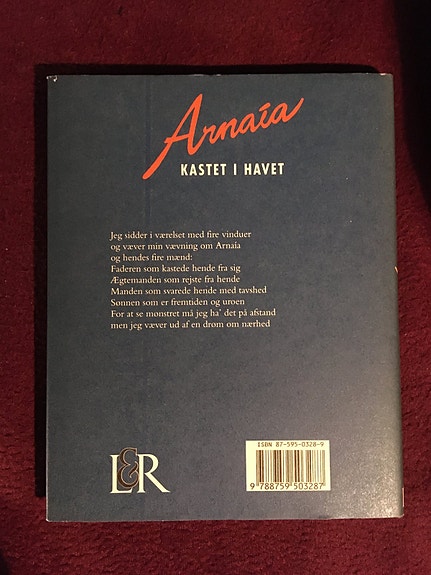 Arnaía
KASTET I HAVET
Jeg sidder i værelset med fire vinduer
og væver min vævning om Arnaía
og hendes fire mænd:
Faderen som kastede hende fra sig
Ægtemanden som rejste fra hende
Manden som svarede hende med tavshed
Sønnen som er fremtiden og uroen
For at se mønstret må jeg ha' det på afstand
men jeg væver ud af en drøm om nærhed
ISBN 87-595-0328-9
L&R
9 788759 503287